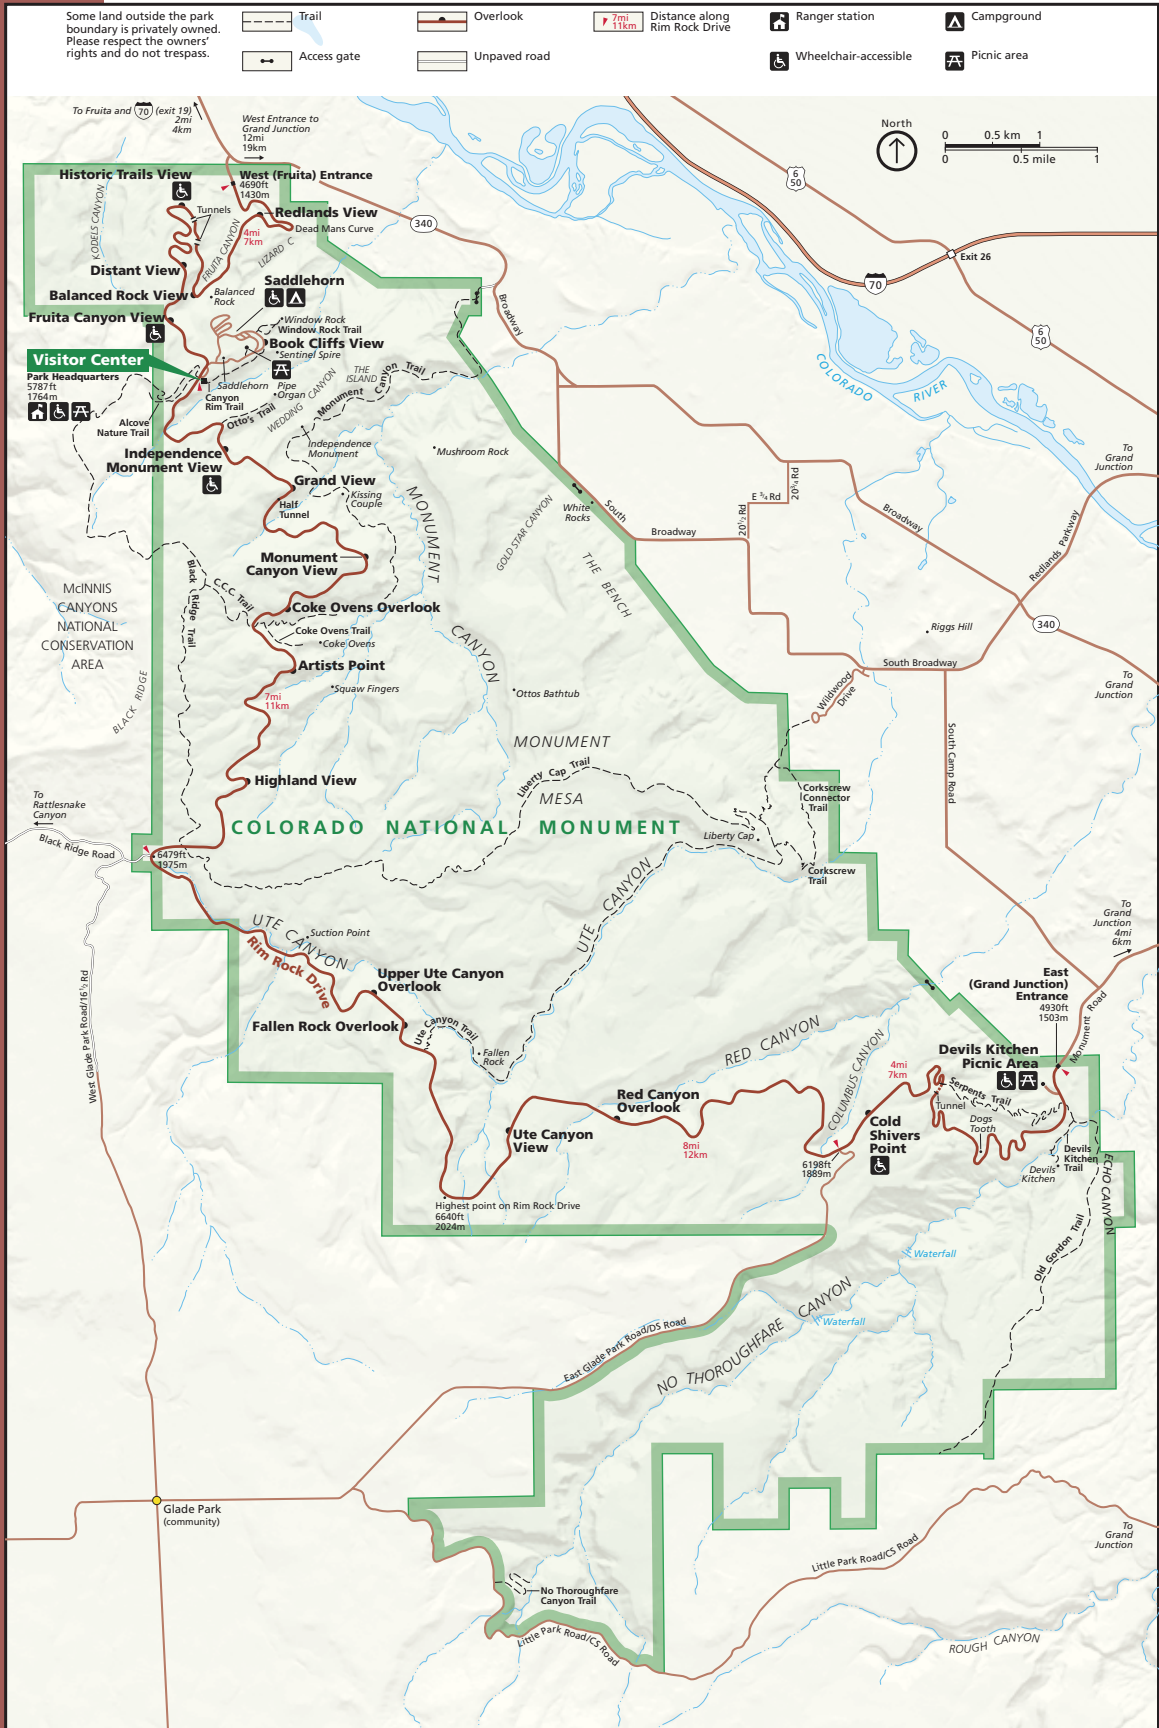 Some land outside the park
boundary is privately owned.
Please respect the owners'
rights and do not trespass.
Trail
Access gate
Overlook
Unpaved road
7mi
11km
Distance along
Rim Rock Drive
Ranger station
Wheelchair-accessible
Campground
Picnic area
To Fruita and 70 (exit 19)
2mi
4km
West Entrance to
Grand Junction
12mi
19km
North
0 0.5 km 1
0 0.5 mile 1
6
50
Historic Trails View
West (Fruita) Entrance
4690ft
1430m
KODELS CANYON
Tunnels
Redlands View
Dead Mans Curve
4mi
7km
FRUITA CANYON
LIZARD C
340
Exit 26
70
Distant View
Balanced Rock View
Balanced
Rock
Saddlehorn
Fruita Canyon View
Window Rock
Window Rock Trail
Book Cliffs View
Sentinel Spire
Broadway
6
50
Visitor Center
Park Headquarters
5787ft
1764m
Saddlehorn
Canyon
Rim Trail
Pipe
Organ
THE
ISLAND
Monument Canyon Trail
WEDDING CANYON
Otto's Trail
COLORADO RIVER
Alcove
Nature Trail
Independence
Monument View
Independence
Monument
Mushroom Rock
To
Grand
Junction
Grand View
Kissing
Couple
Half
Tunnel
MONUMENT
GOLD STAR CANYON
White
Rocks
South
Broadway
E 3/4 Rd
20 3/4 Rd
20 1/2 Rd
Broadway
Redlands Parkway
Monument
Canyon View
THE BENCH
McINNIS
CANYONS
NATIONAL
CONSERVATION
AREA
Black Ridge Trail
C.C.C. Trail
Coke Ovens Overlook
Coke Ovens Trail
Coke Ovens
CANYON
Riggs Hill
340
Artists Point
Squaw Fingers
Ottos Bathtub
South Broadway
To
Grand
Junction
Wildwood
Drive
7mi
11km
BLACK RIDGE
MONUMENT
MESA
Liberty Cap Trail
South Camp Road
Highland View
Corkscrew
Connector
Trail
To
Rattlesnake
Canyon
Black Ridge Road
COLORADO NATIONAL MONUMENT
Liberty Cap
6479ft
1975m
Corkscrew
Trail
UTE CANYON
UTE CANYON
Suction Point
Rim Rock Drive
To
Grand
Junction
4mi
6km
Upper Ute Canyon
Overlook
East
(Grand Junction)
Entrance
4930ft
1503m
West Glade Park Road/16 1/2 Rd
Fallen Rock Overlook
Ute Canyon Trail
Fallen
Rock
RED CANYON
COLUMBUS CANYON
Monument Road
Devils Kitchen
Picnic Area
4mi
7km
Serpents Trail
Tunnel
Dogs
Tooth
Red Canyon
Overlook
Ute Canyon
View
8mi
12km
Cold
Shivers
Point
6198ft
1889m
Devils
Kitchen
Trail
Devils
Kitchen
ECHO CANYON
Highest point on Rim Rock Drive
6640ft
2024m
Old Gordon Trail
Waterfall
Waterfall
NO THOROUGHFARE CANYON
East Glade Park Road/DS Road
Glade Park
(community)
To
Grand
Junction
Little Park Road/CS Road
No Thoroughfare
Canyon Trail
Little Park Road/CS Road
ROUGH CANYON